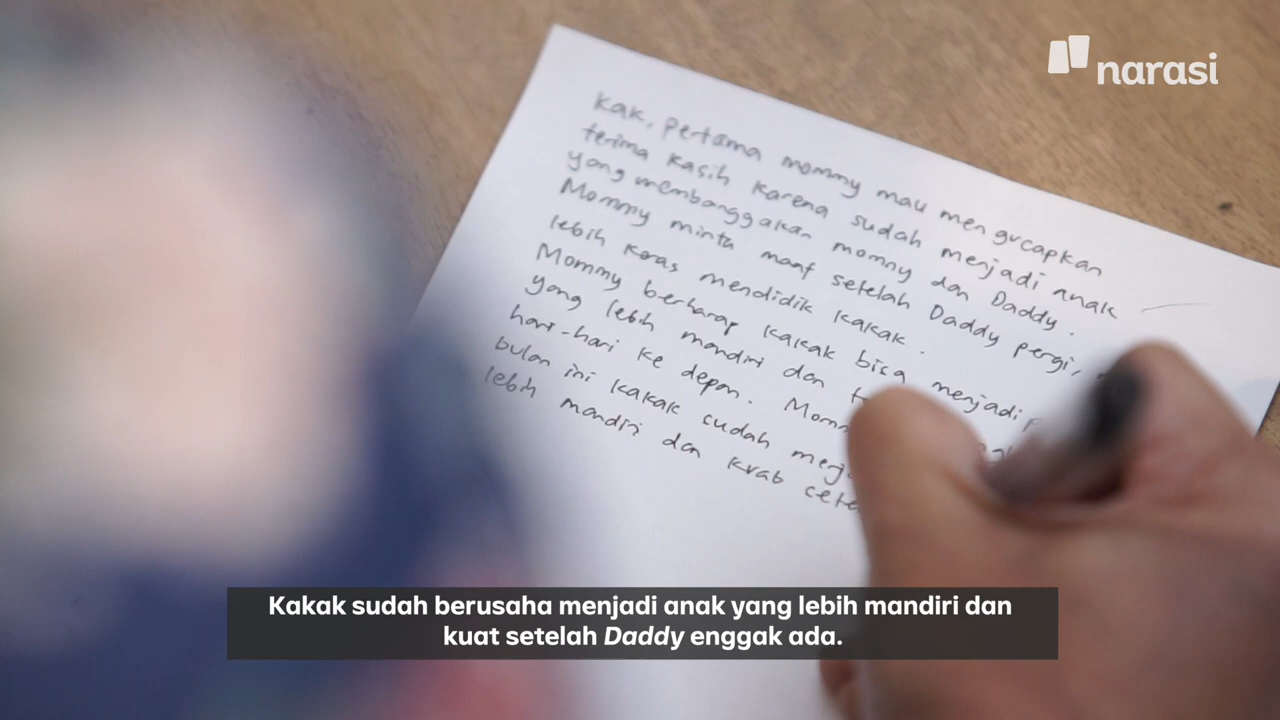 narasi
Kak, pertama mommy mau mengucapkan
terima kasih karena sudah menjadi anak
yang membanggakan mommy dan Daddy.
Mommy minta maaf setelah Daddy pergi,
lebih keras mendidik kakak.
Mommy berharap kakak bisa menjadi
yang lebih mandiri dan
hari-hari ke depan.
bulan ini kakak sudah
lebih mandiri dan
Kakak sudah berusaha menjadi anak yang lebih mandiri dan
kuat setelah Daddy enggak ada.